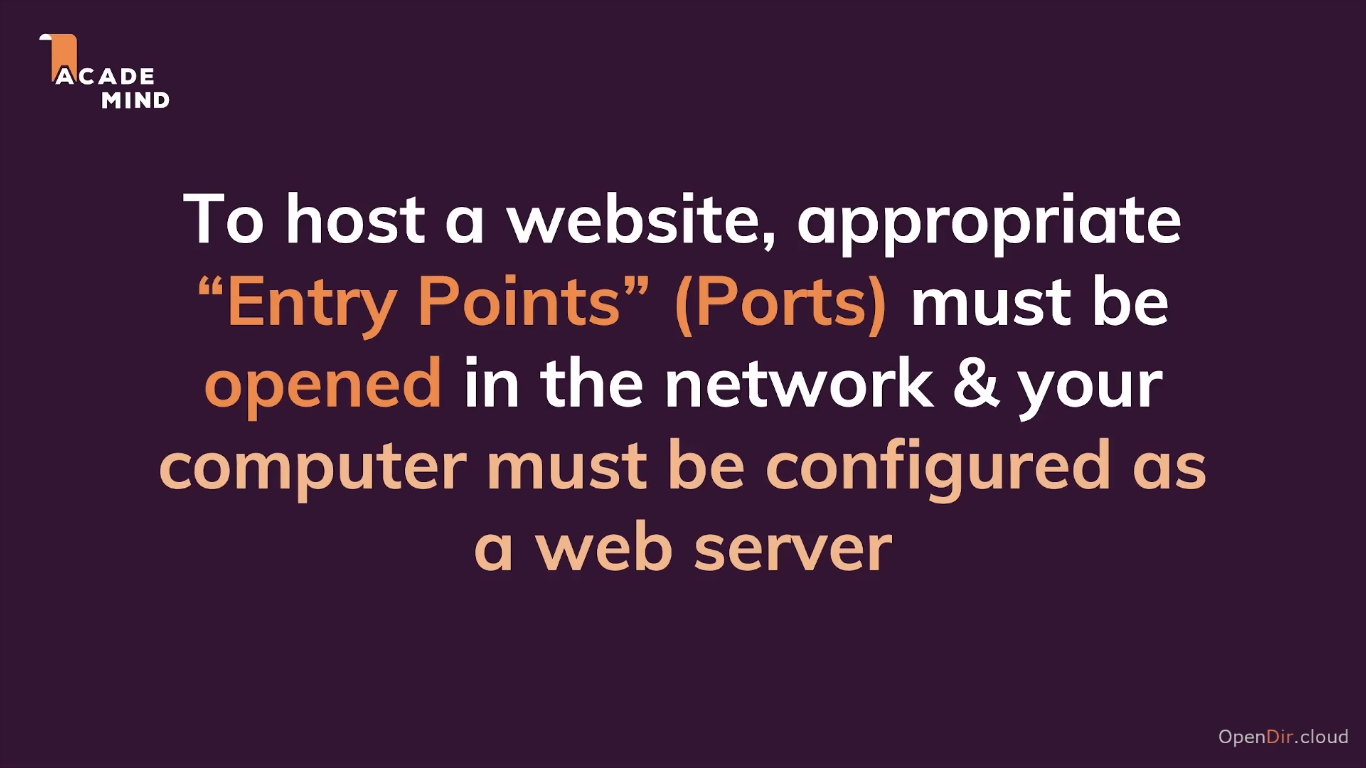 ACADE
MIND
To host a website, appropriate
“Entry Points” (Ports) must be
opened in the network & your
computer must be configured as
a web server
OpenDir.cloud